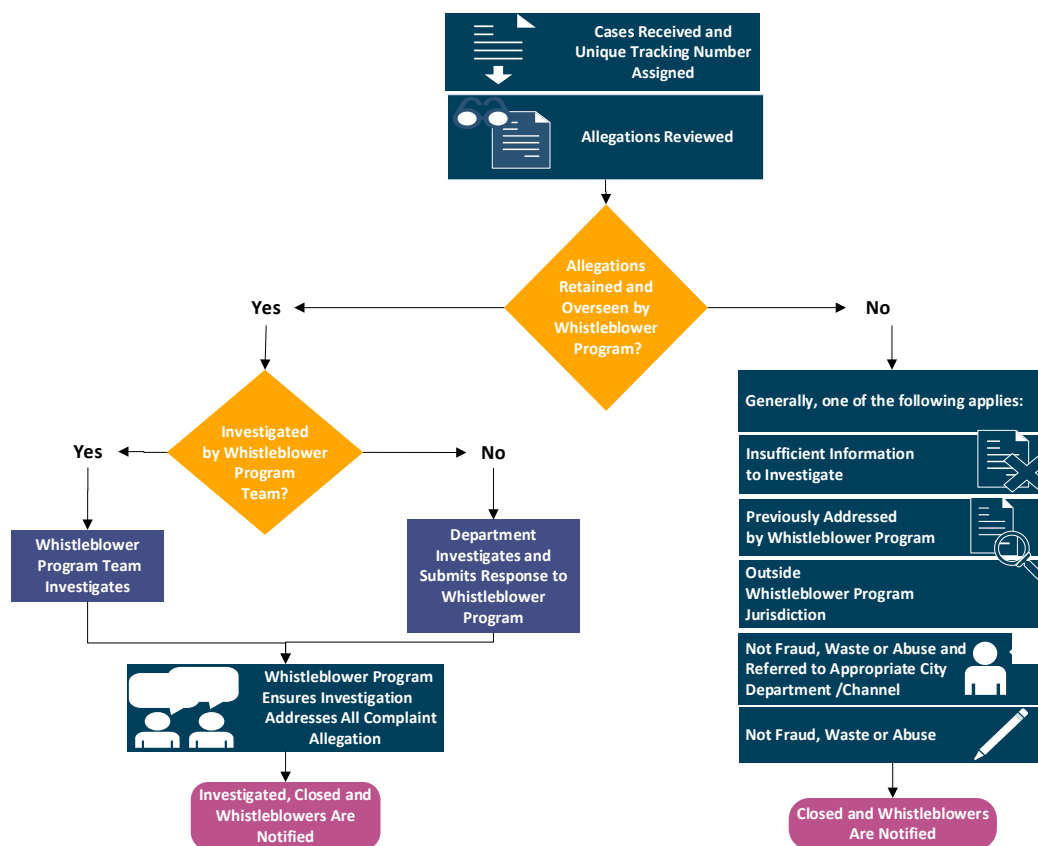 Cases Received and
Unique Tracking Number
Assigned
Allegations Reviewed
Allegations
Retained and
Overseen by
Whistleblower
Program?
Yes
No
Investigated
by Whistleblower
Program
Team?
Yes
No
Whistleblower
Program Team
Investigates
Department
Investigates and
Submits Response to
Whistleblower
Program
Whistleblower Program
Ensures Investigation
Addresses All Complaint
Allegation
Investigated, Closed and
Whistleblowers Are
Notified
Generally, one of the following applies:
Insufficient Information
to Investigate
Previously Addressed
by Whistleblower Program
Outside
Whistleblower Program
Jurisdiction
Not Fraud, Waste or Abuse and
Referred to Appropriate City
Department /Channel
Not Fraud, Waste or Abuse
Closed and Whistleblowers
Are Notified